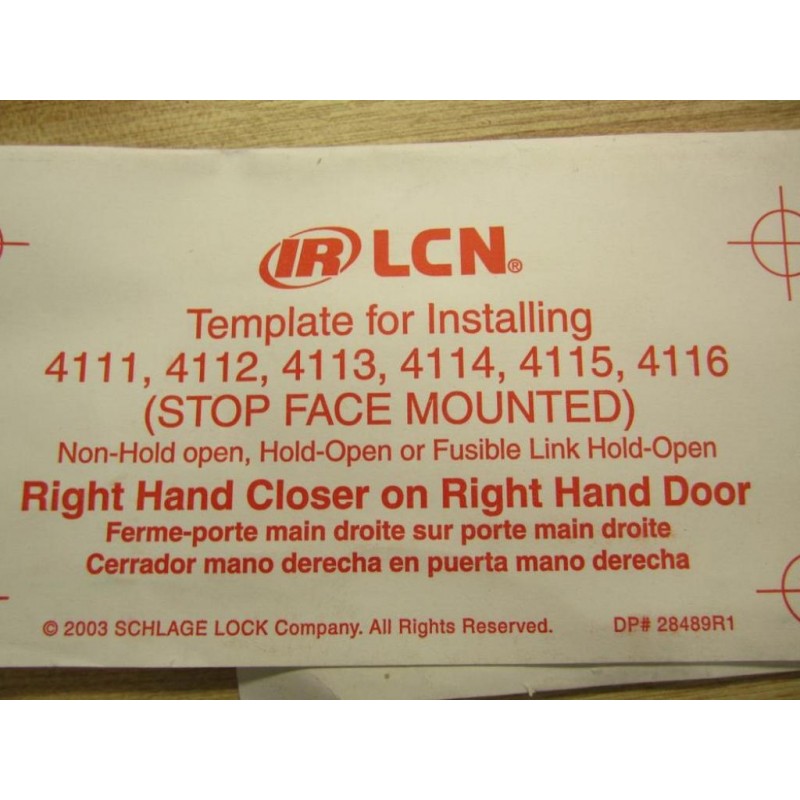 IR LCN®
Template for Installing
4111, 4112, 4113, 4114, 4115, 4116
(STOP FACE MOUNTED)
Non-Hold open, Hold-Open or Fusible Link Hold-Open
Right Hand Closer on Right Hand Door
Ferme-porte main droite sur porte main droite
Cerrador mano derecha en puerta mano derecha
© 2003 SCHLAGE LOCK Company. All Rights Reserved. DP# 28489R1